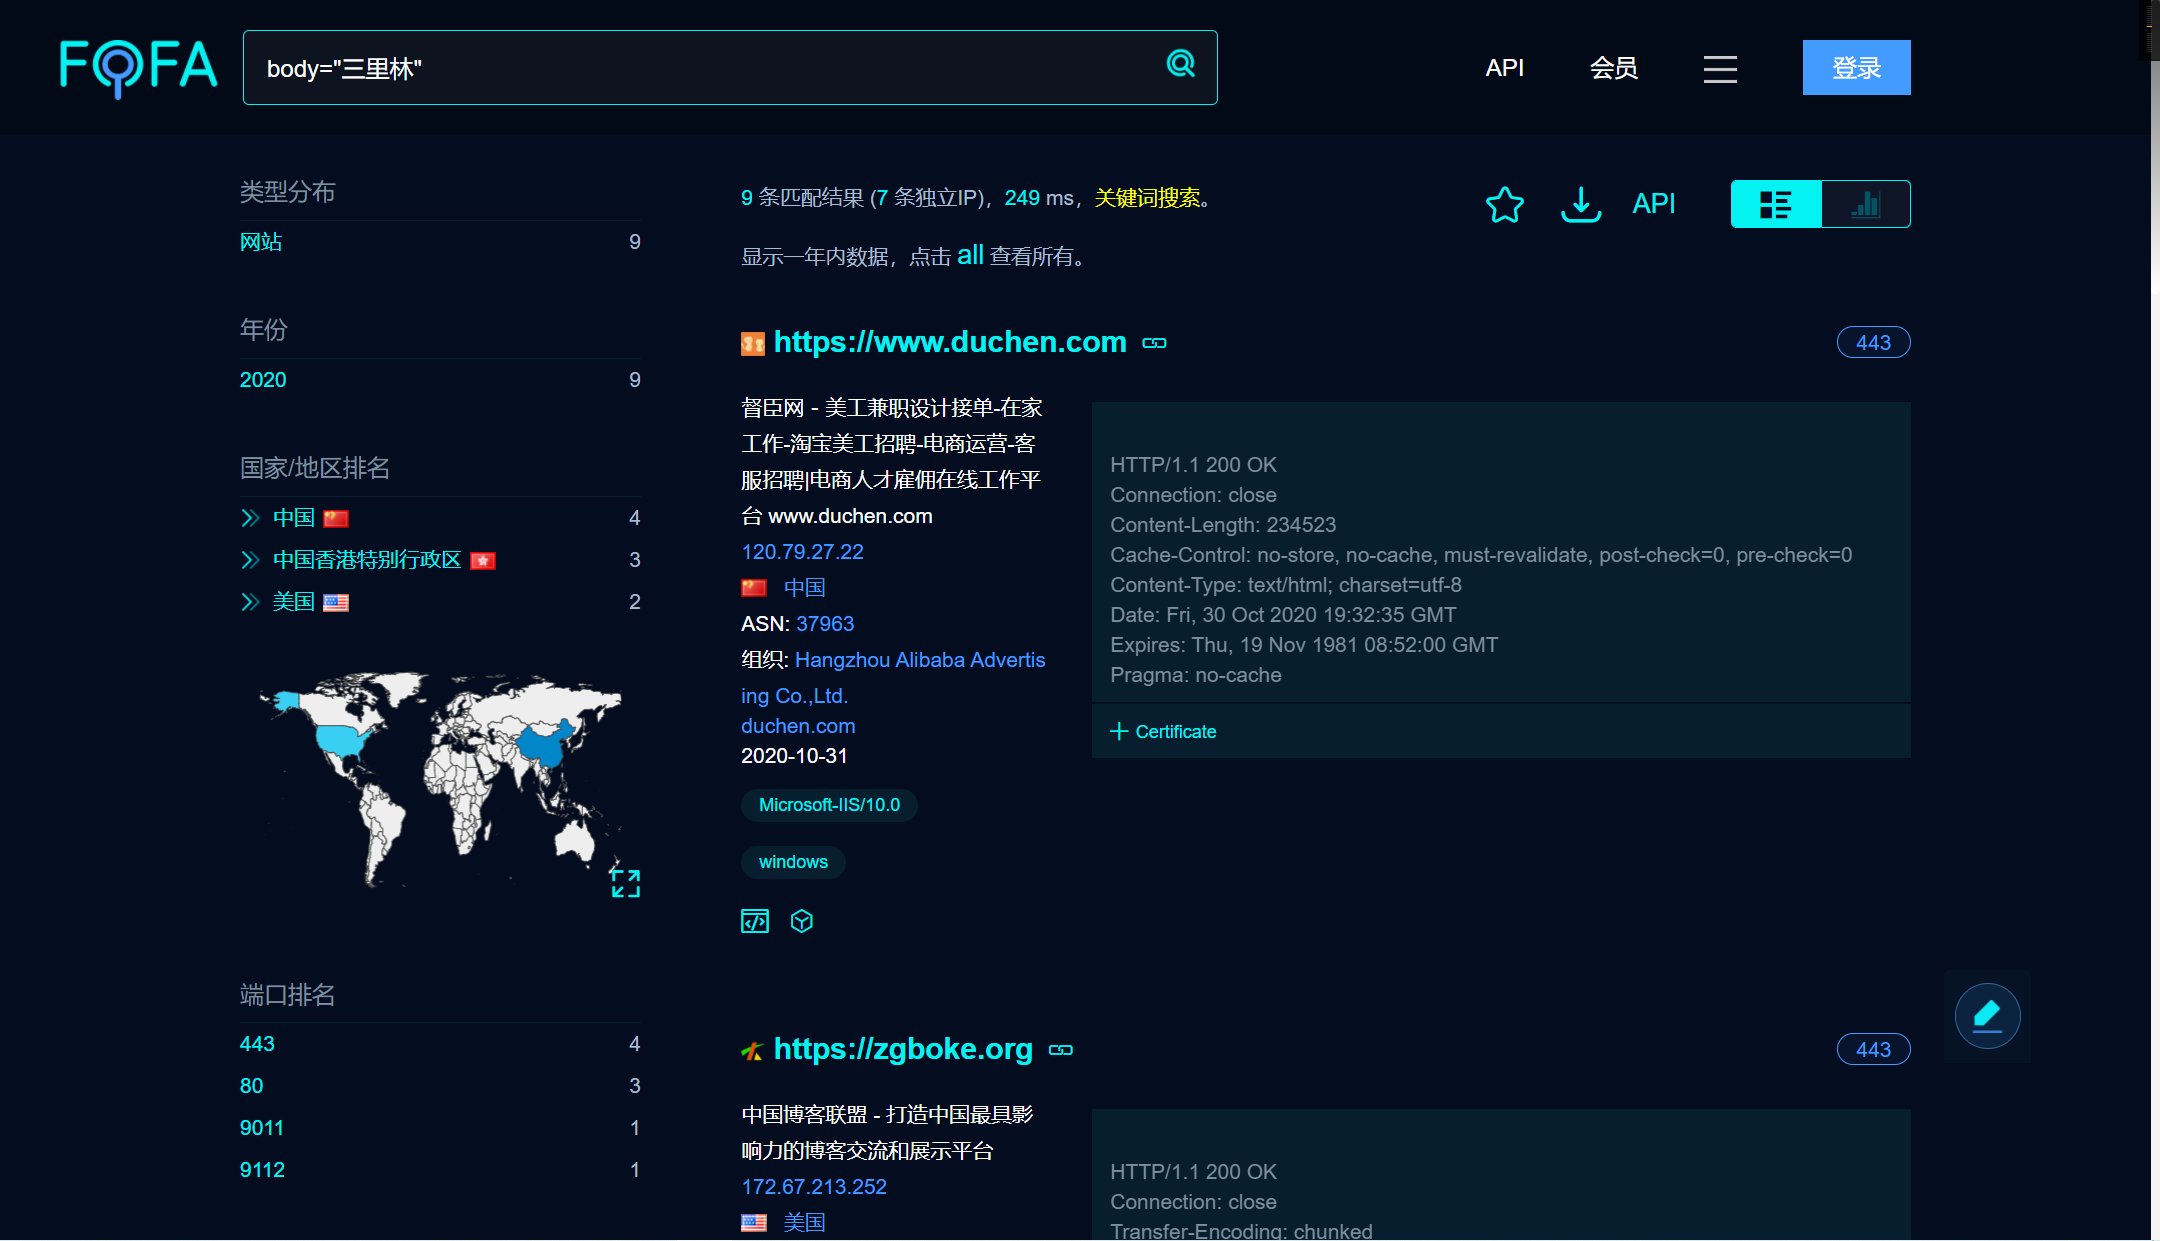 FOFA
body="三里林"
API
会员
登录
类型分布
网站 9
年份
2020 9
国家/地区排名
中国 4
中国香港特别行政区 3
美国 2
端口排名
443 4
80 3
9011 1
9112 1
9 条匹配结果 (7 条独立IP)，249 ms，关键词搜索。
显示一年内数据，点击 all 查看所有。
API
https://www.duchen.com
443
督臣网 - 美工兼职设计接单-在家
工作-淘宝美工招聘-电商运营-客
服招聘|电商人才雇佣在线工作平
台 www.duchen.com
120.79.27.22
中国
ASN: 37963
组织: Hangzhou Alibaba Advertis
ing Co.,Ltd.
duchen.com
2020-10-31
Microsoft-IIS/10.0
windows
HTTP/1.1 200 OK
Connection: close
Content-Length: 234523
Cache-Control: no-store, no-cache, must-revalidate, post-check=0, pre-check=0
Content-Type: text/html; charset=utf-8
Date: Fri, 30 Oct 2020 19:32:35 GMT
Expires: Thu, 19 Nov 1981 08:52:00 GMT
Pragma: no-cache
Certificate
https://zgboke.org
443
中国博客联盟 - 打造中国最具影
响力的博客交流和展示平台
172.67.213.252
美国
HTTP/1.1 200 OK
Connection: close
Transfer-Encoding: chunked